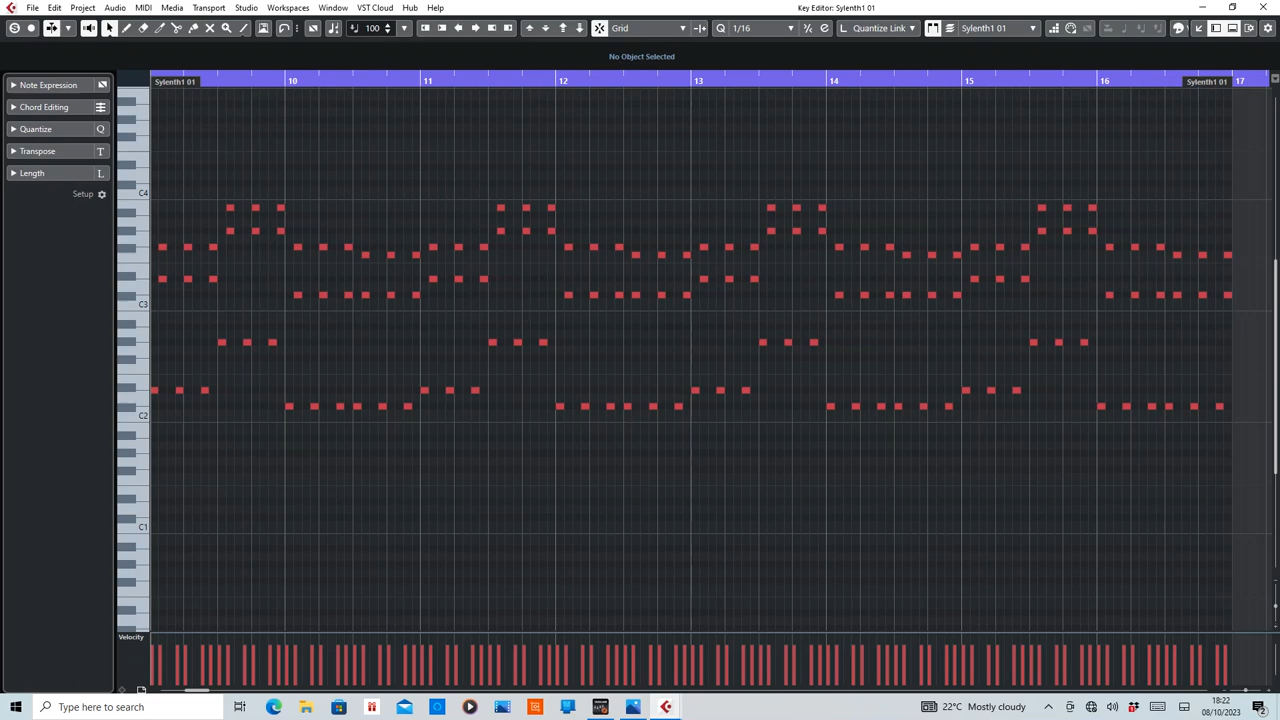 File Edit Project Audio MIDI Media Transport Studio Workspaces Window VST Cloud Hub Help Key Editor: Sylenth1 01
S 100 Grid Q 1/16 e L Quantize Link Sylenth1 01
No Object Selected
Note Expression
Chord Editing
Quantize Q
Transpose T
Length L
Setup
Sylenth1 01 10 11 12 13 14 15 16 Sylenth1 01 17
C4
C3
C2
C1
Velocity
Type here to search
22°C Mostly cloudy
18:22
08/10/2023
2